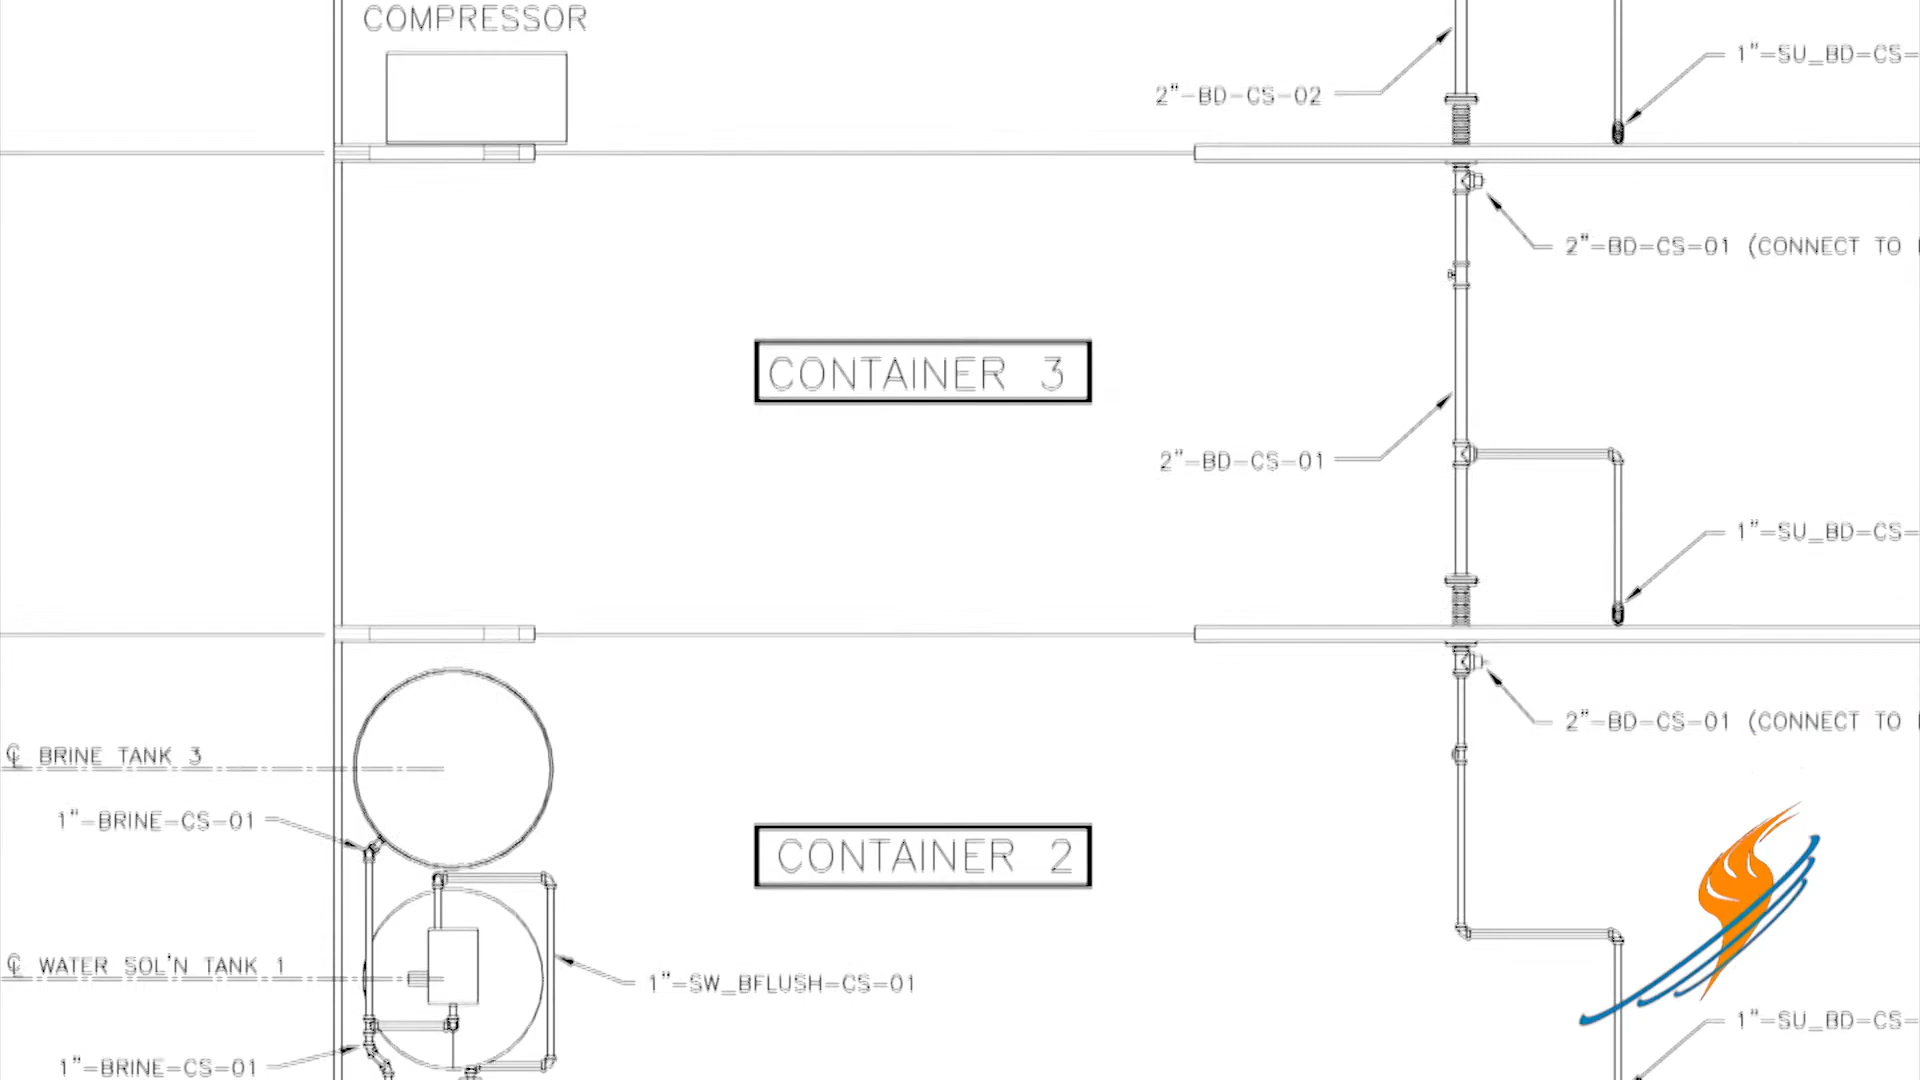 COMPRESSOR
1"-SU_BD-CS-
2"-BD-CS-02
2"-BD-CS-01 (CONNECT TO
CONTAINER 3
2"-BD-CS-01
1"-SU_BD-CS-
2"-BD-CS-01 (CONNECT TO
℄ BRINE TANK 3
1"-BRINE-CS-01
CONTAINER 2
℄ WATER SOL'N TANK 1
1"-SW_BFLUSH-CS-01
1"-SU_BD-CS-
1"-BRINE-CS-01